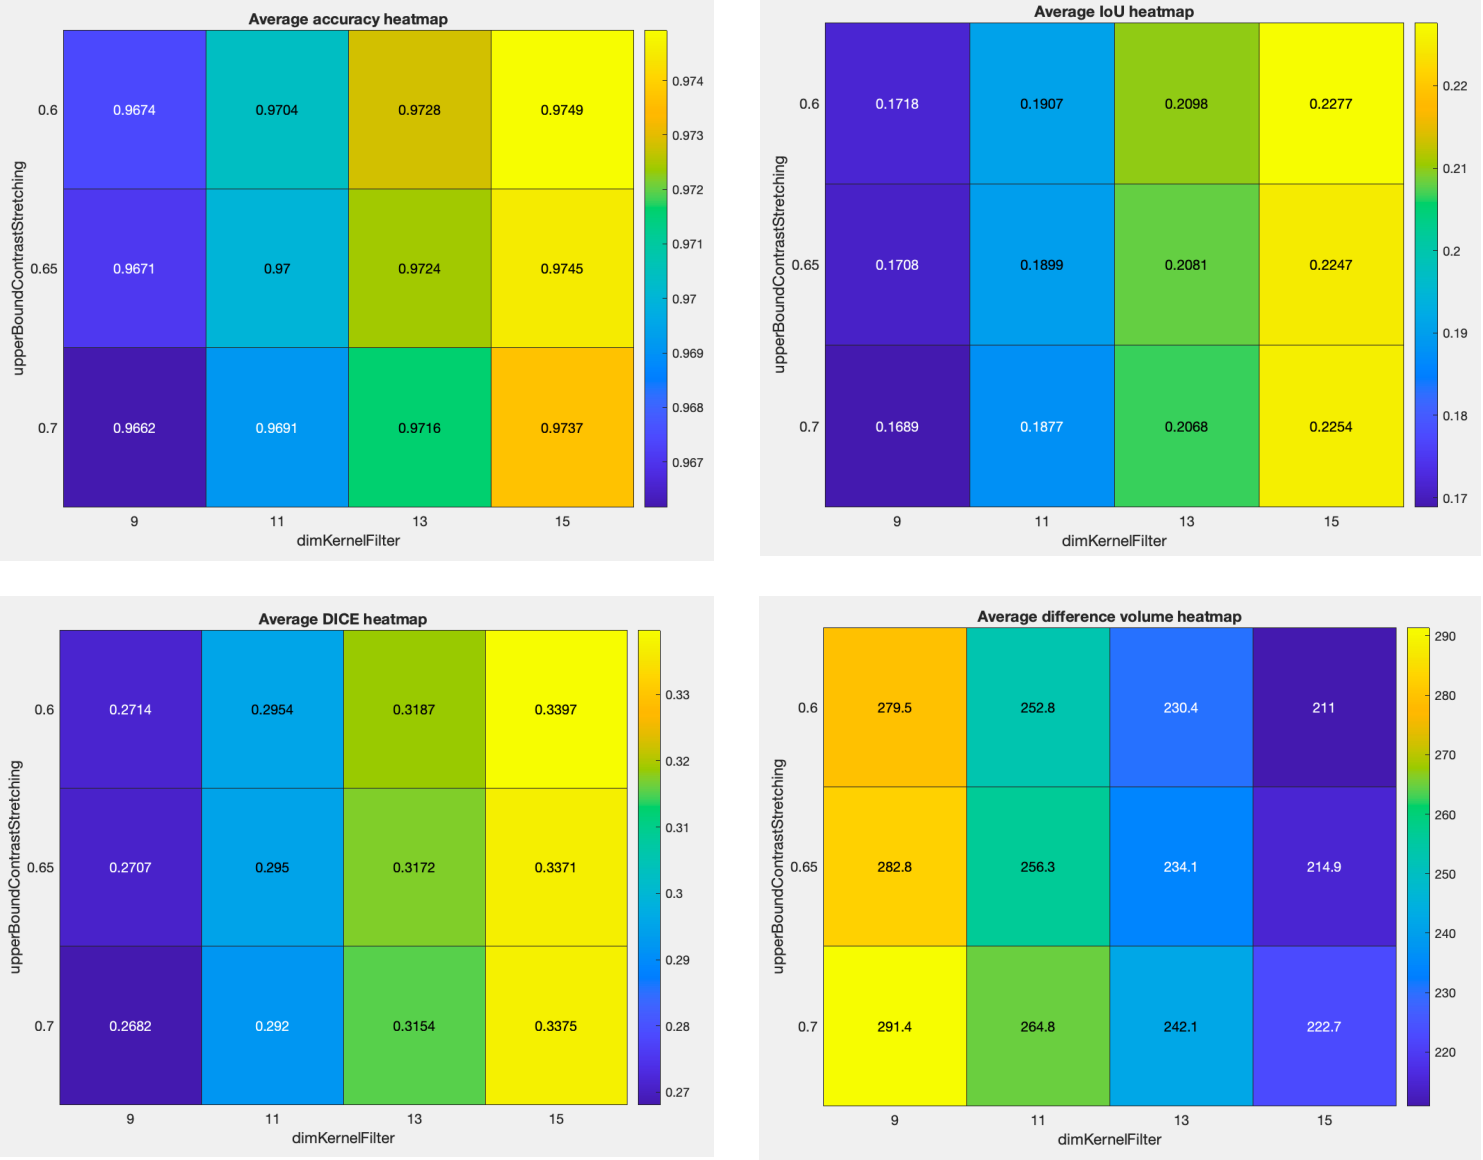 Average accuracy heatmap
upperBoundContrastStretching
0.6 0.9674 0.9704 0.9728 0.9749
0.65 0.9671 0.97 0.9724 0.9745
0.7 0.9662 0.9691 0.9716 0.9737
9 11 13 15
dimKernelFilter
0.974
0.973
0.972
0.971
0.97
0.969
0.968
0.967
Average IoU heatmap
upperBoundContrastStretching
0.6 0.1718 0.1907 0.2098 0.2277
0.65 0.1708 0.1899 0.2081 0.2247
0.7 0.1689 0.1877 0.2068 0.2254
9 11 13 15
dimKernelFilter
0.22
0.21
0.2
0.19
0.18
0.17
Average DICE heatmap
upperBoundContrastStretching
0.6 0.2714 0.2954 0.3187 0.3397
0.65 0.2707 0.295 0.3172 0.3371
0.7 0.2682 0.292 0.3154 0.3375
9 11 13 15
dimKernelFilter
0.33
0.32
0.31
0.3
0.29
0.28
0.27
Average difference volume heatmap
upperBoundContrastStretching
0.6 279.5 252.8 230.4 211
0.65 282.8 256.3 234.1 214.9
0.7 291.4 264.8 242.1 222.7
9 11 13 15
dimKernelFilter
290
280
270
260
250
240
230
220